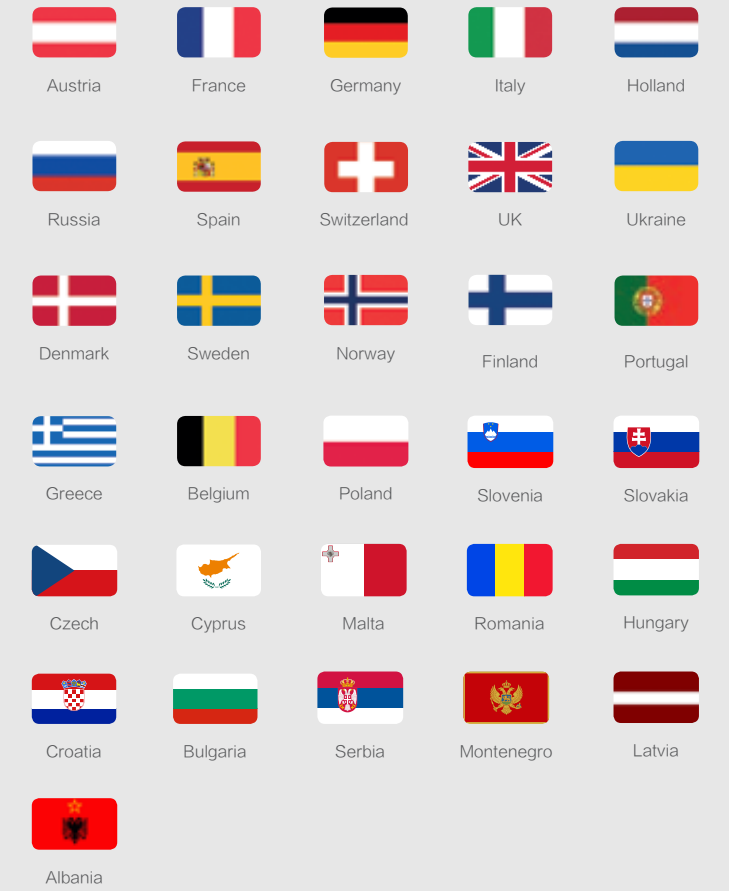 Austria
France
Germany
Italy
Holland
Russia
Spain
Switzerland
UK
Ukraine
Denmark
Sweden
Norway
Finland
Portugal
Greece
Belgium
Poland
Slovenia
Slovakia
Czech
Cyprus
Malta
Romania
Hungary
Croatia
Bulgaria
Serbia
Montenegro
Latvia
Albania